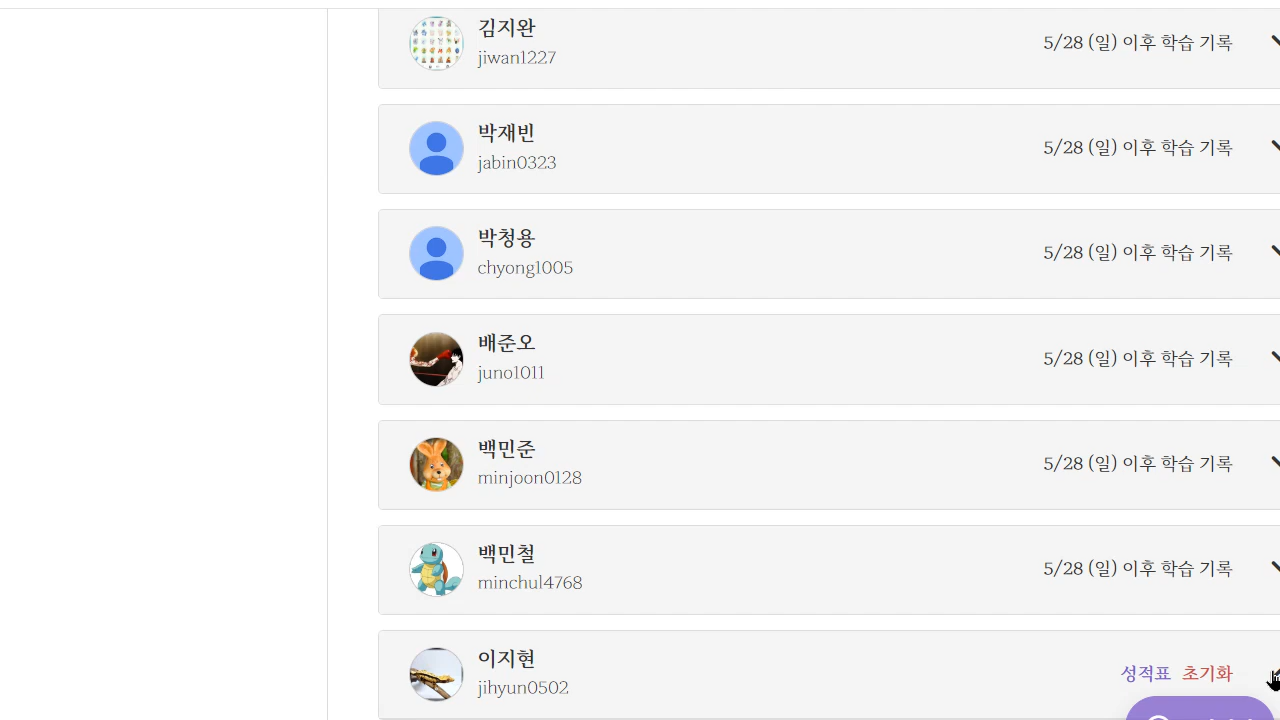 김지완
jiwan1227
5/28 (일) 이후 학습 기록
박재빈
jabin0323
5/28 (일) 이후 학습 기록
박청용
chyong1005
5/28 (일) 이후 학습 기록
배준오
juno1011
5/28 (일) 이후 학습 기록
백민준
minjoon0128
5/28 (일) 이후 학습 기록
백민철
minchul4768
5/28 (일) 이후 학습 기록
이지현
jihyun0502
성적표 초기화